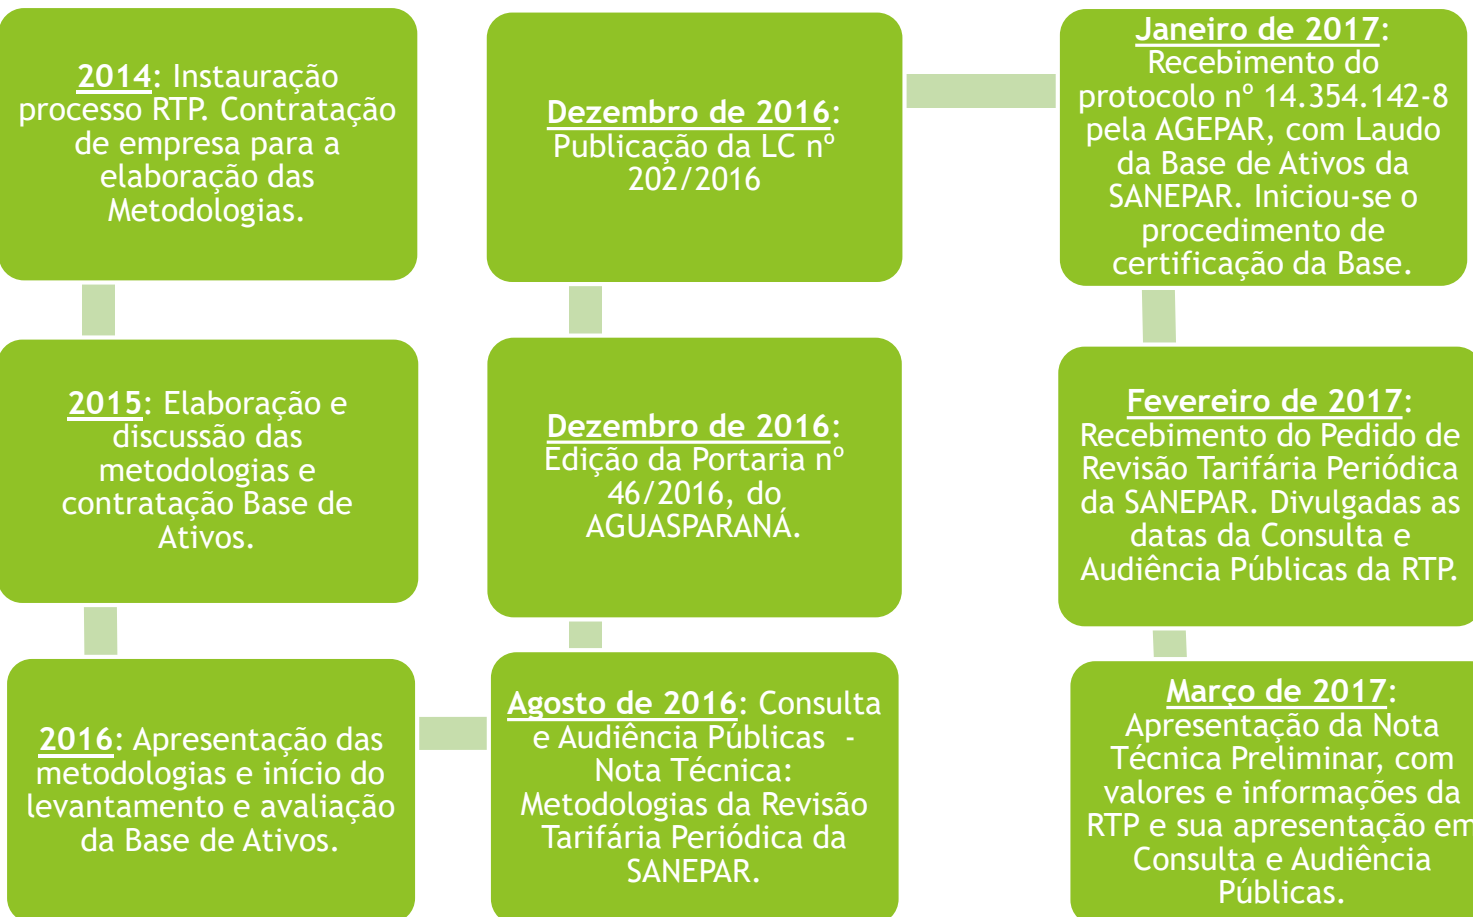 2014: Instauração
processo RTP. Contratação
de empresa para a
elaboração das
Metodologias.
2015: Elaboração e
discussão das
metodologias e
contratação Base de
Ativos.
2016: Apresentação das
metodologias e início do
levantamento e avaliação
da Base de Ativos.
Agosto de 2016: Consulta
e Audiência Públicas -
Nota Técnica:
Metodologias da Revisão
Tarifária Periódica da
SANEPAR.
Dezembro de 2016:
Edição da Portaria nº
46/2016, do
AGUASPARANÁ.
Dezembro de 2016:
Publicação da LC nº
202/2016
Janeiro de 2017:
Recebimento do
protocolo nº 14.354.142-8
pela AGEPAR, com Laudo
da Base de Ativos da
SANEPAR. Iniciou-se o
procedimento de
certificação da Base.
Fevereiro de 2017:
Recebimento do Pedido de
Revisão Tarifária Periódica
da SANEPAR. Divulgadas as
datas da Consulta e
Audiência Públicas da RTP.
Março de 2017:
Apresentação da Nota
Técnica Preliminar, com
valores e informações da
RTP e sua apresentação em
Consulta e Audiência
Públicas.